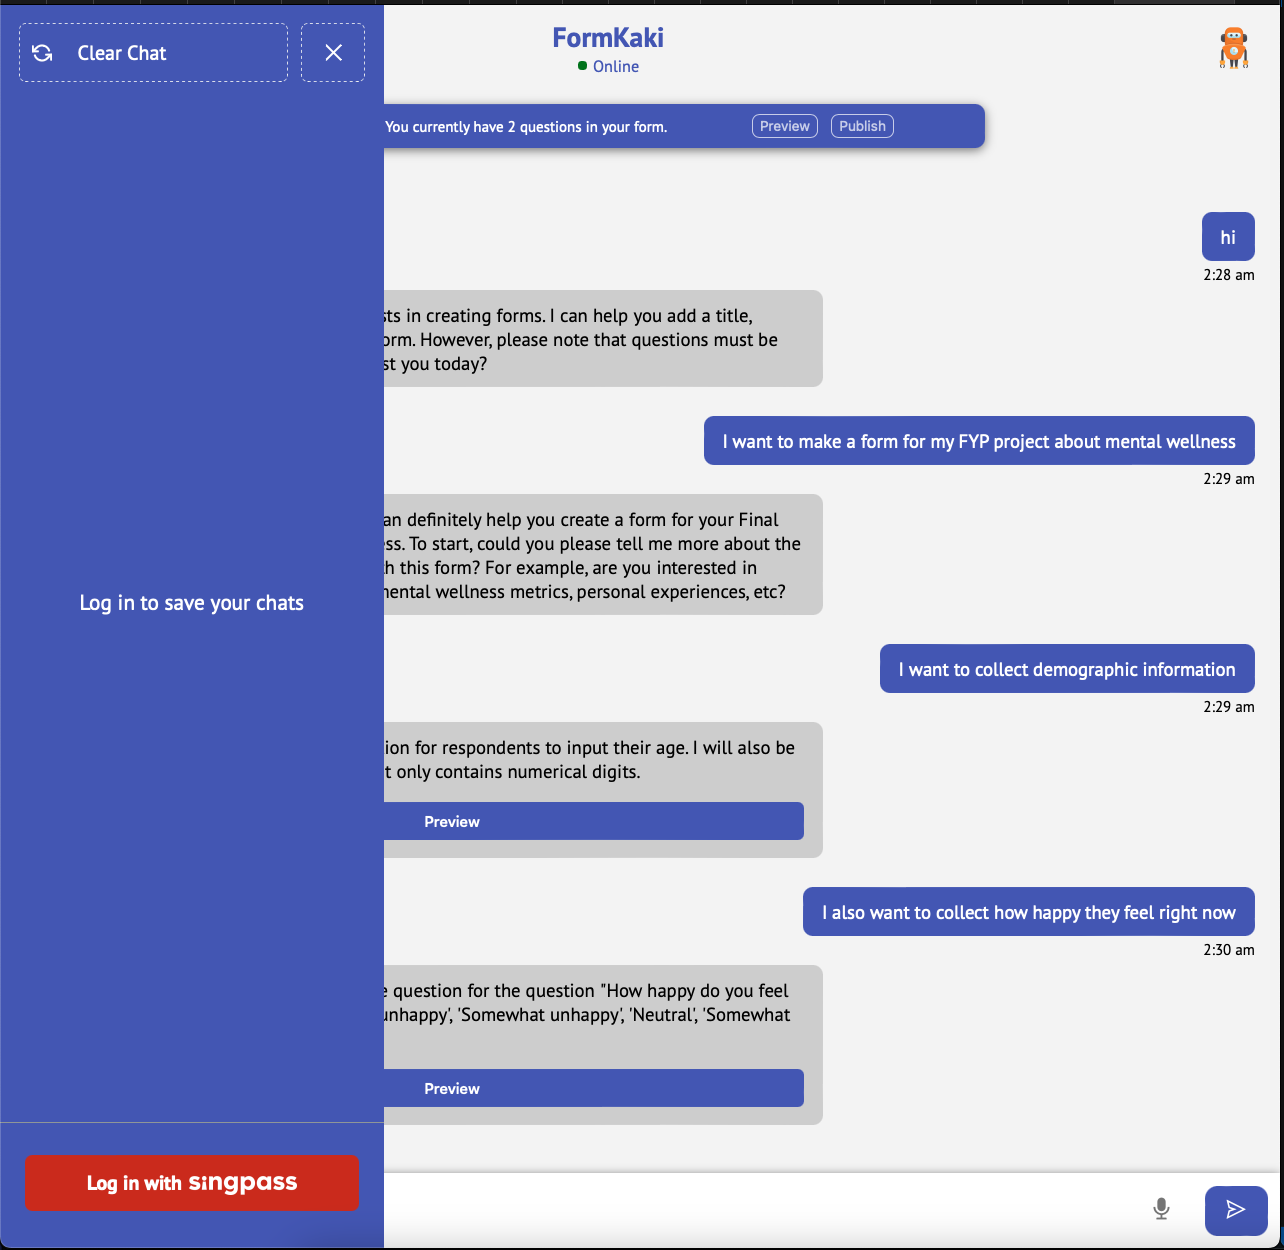 Clear Chat
FormKaki
Online
You currently have 2 questions in your form.
Preview
Publish
hi
2:28 am
in creating forms. I can help you add a title,
However, please note that questions must be
you today?
I want to make a form for my FYP project about mental wellness
2:29 am
definitely help you create a form for your Final
To start, could you please tell me more about the
this form? For example, are you interested in
mental wellness metrics, personal experiences, etc?
Log in to save your chats
I want to collect demographic information
2:29 am
for respondents to input their age. I will also be
only contains numerical digits.
Preview
I also want to collect how happy they feel right now
2:30 am
question for the question "How happy do you feel
unhappy', 'Somewhat unhappy', 'Neutral', 'Somewhat
Preview
Log in with singpass